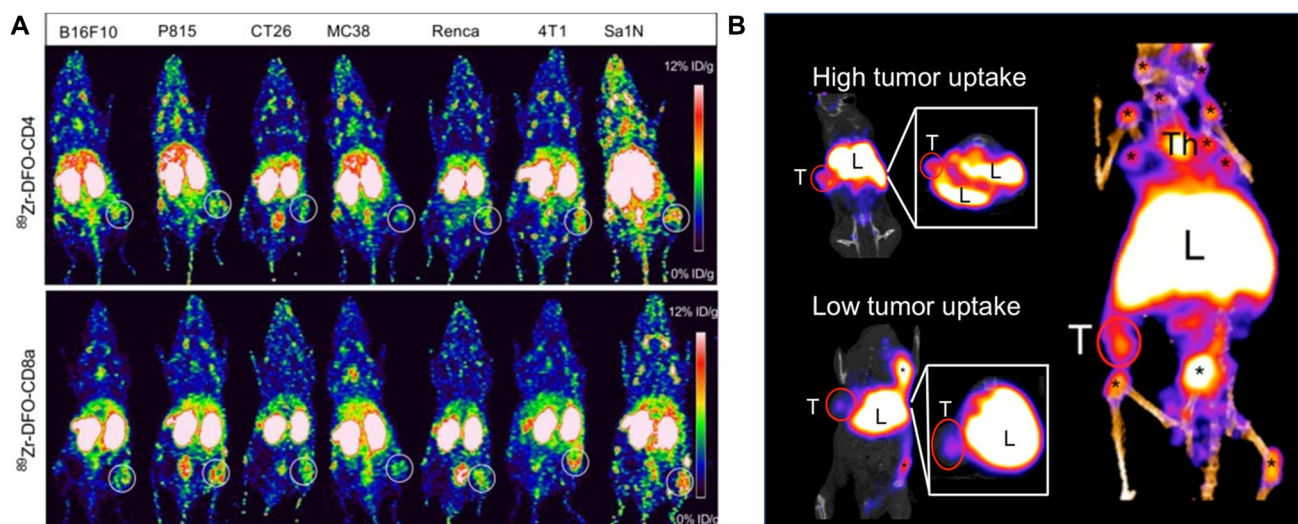 A
B16F10 P815 CT26 MC38 Renca 4T1 Sa1N
12% ID/g
⁸⁹Zr-DFO-CD4
0% ID/g
12% ID/g
⁸⁹Zr-DFO-CD8a
0% ID/g
B
High tumor uptake
T
L
T
L
L
Low tumor uptake
*
T
L
*
T
L
* *
*
* *
Th *
* *
L
T
*
*
*